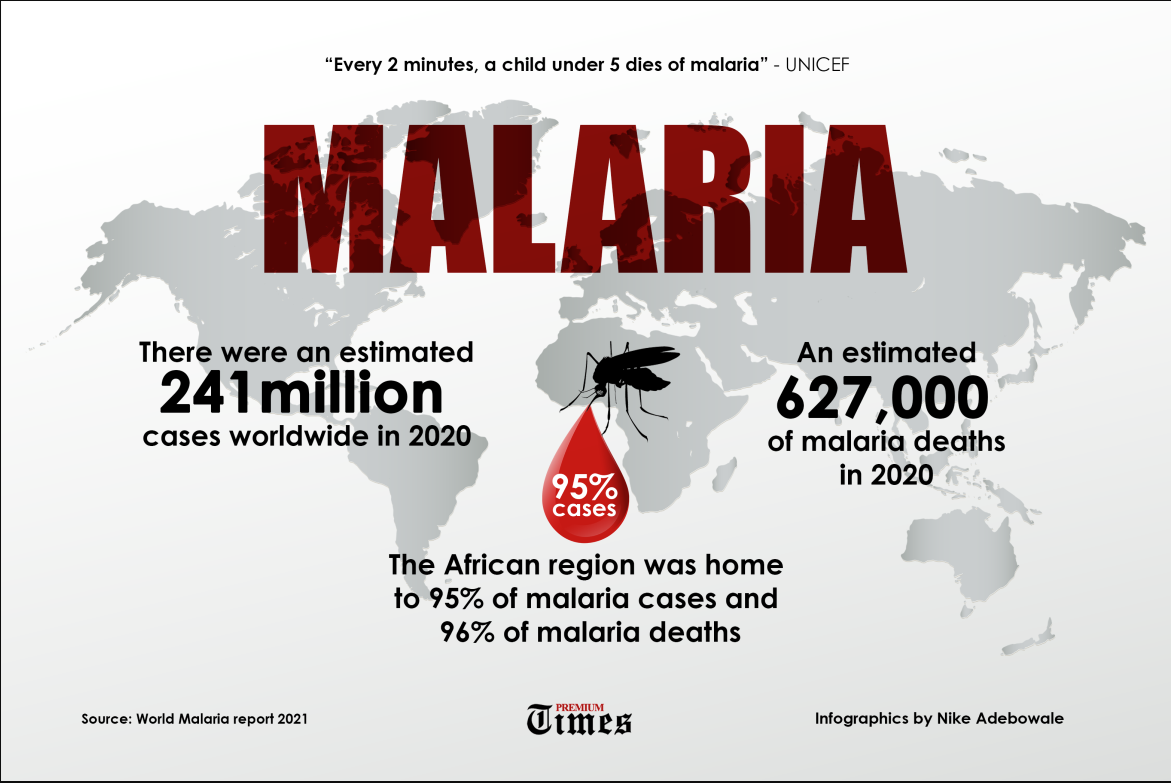 “Every 2 minutes, a child under 5 dies of malaria” - UNICEF
MALARIA
There were an estimated
241million
cases worldwide in 2020
An estimated
627,000
of malaria deaths
in 2020
95%
cases
The African region was home
to 95% of malaria cases and
96% of malaria deaths
Source: World Malaria report 2021
PREMIUM
Times
Infographics by Nike Adebowale